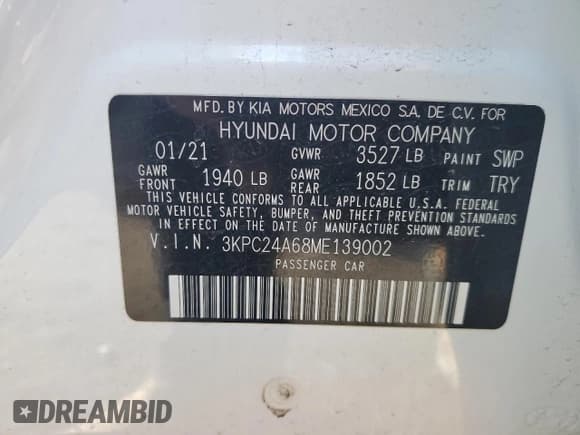 MFD. BY KIA MOTORS MEXICO S.A. DE C.V. FOR
HYUNDAI MOTOR COMPANY
01/21 GVWR 3527 LB PAINT SWP
GAWR FRONT 1940 LB GAWR REAR 1852 LB TRIM TRY
THIS VEHICLE CONFORMS TO ALL APPLICABLE U.S.A. FEDERAL
MOTOR VEHICLE SAFETY, BUMPER, AND THEFT PREVENTION STANDARDS
IN EFFECT ON THE DATE OF MANUFACTURE SHOWN ABOVE.
V.I.N. 3KPC24A68ME139002
PASSENGER CAR
DREAMBID